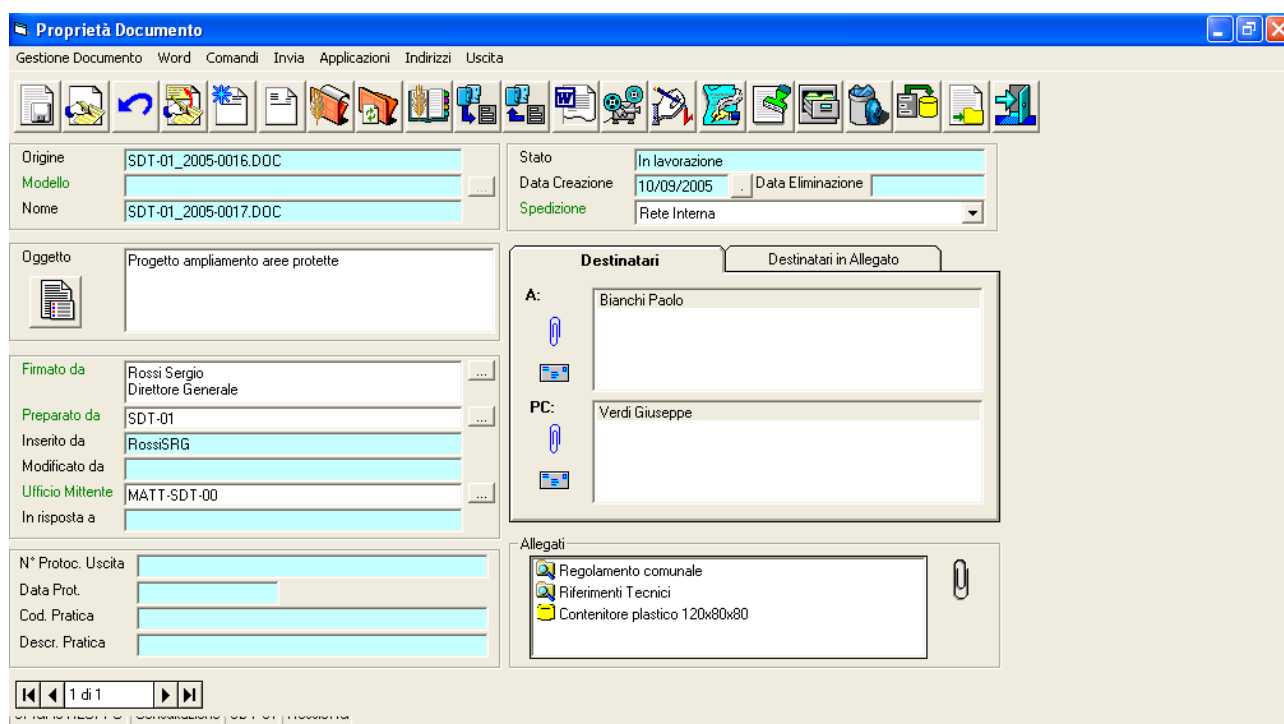 Proprietà Documento
Gestione Documento Word Comandi Invia Applicazioni Indirizzi Uscita
Origine SDT-01_2005-0016.DOC
Modello ...
Nome SDT-01_2005-0017.DOC
Stato In lavorazione
Data Creazione 10/09/2005 . Data Eliminazione
Spedizione Rete Interna
Oggetto Progetto ampliamento aree protette
Destinatari Destinatari in Allegato
A: Bianchi Paolo
PC: Verdi Giuseppe
Firmato da Rossi Sergio ...
Direttore Generale
Preparato da SDT-01 ...
Inserito da RossiSRG
Modificato da
Ufficio Mittente MATT-SDT-00 ...
In risposta a
N° Protoc. Uscita
Data Prot.
Cod. Pratica
Descr. Pratica
Allegati
Regolamento comunale
Riferimenti Tecnici
Contenitore plastico 120x80x80
1 di 1